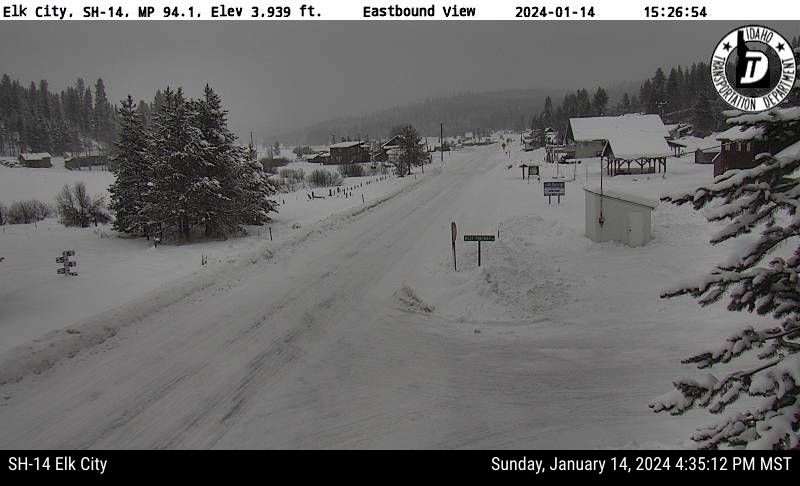 Elk City, SH-14, MP 94.1, Elev 3,939 ft. Eastbound View 2024-01-14 15:26:54
IDAHO TRANSPORTATION DEPARTMENT
SH-14 Elk City Sunday, January 14, 2024 4:35:12 PM MST